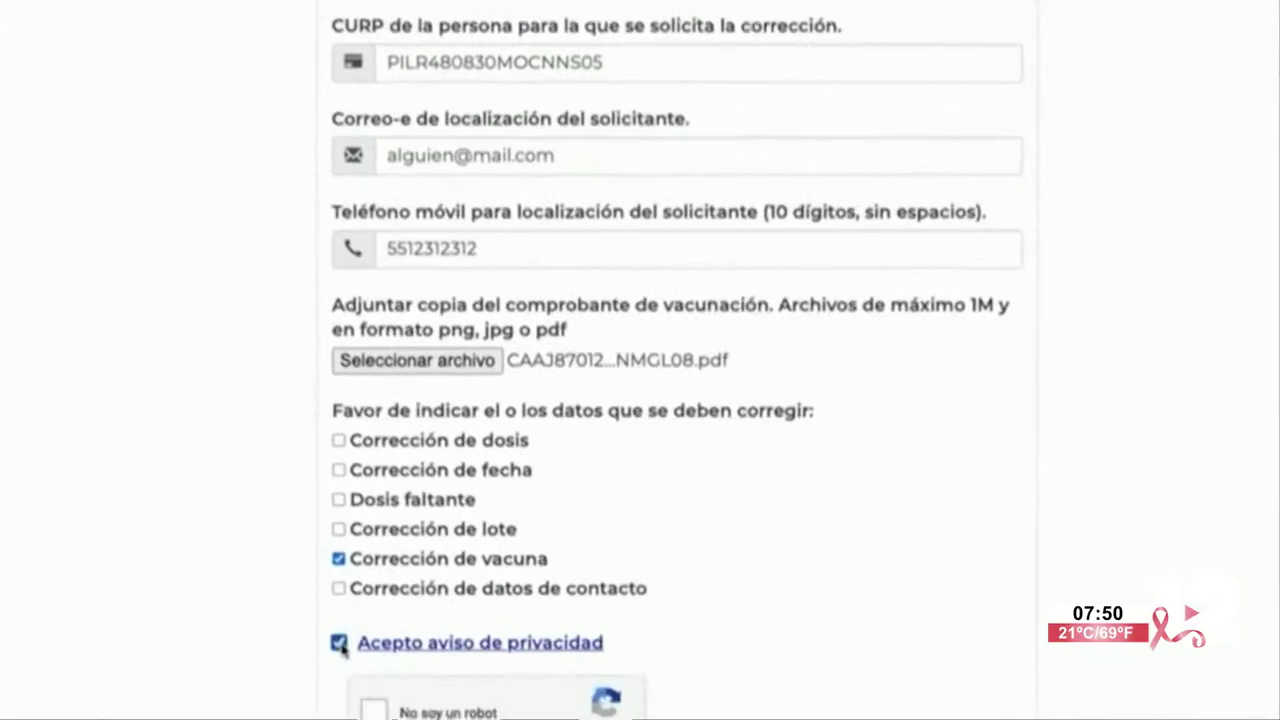 CURP de la persona para la que se solicita la corrección.
PILR480830MOCNNS05
Correo-e de localización del solicitante.
alguien@mail.com
Teléfono móvil para localización del solicitante (10 dígitos, sin espacios).
5512312312
Adjuntar copia del comprobante de vacunación. Archivos de máximo 1M y
en formato png, jpg o pdf
Seleccionar archivo CAAJ87012...NMGL08.pdf
Favor de indicar el o los datos que se deben corregir:
Corrección de dosis
Corrección de fecha
Dosis faltante
Corrección de lote
Corrección de vacuna
Corrección de datos de contacto
Acepto aviso de privacidad
No soy un robot
07:50
21°C/69°F